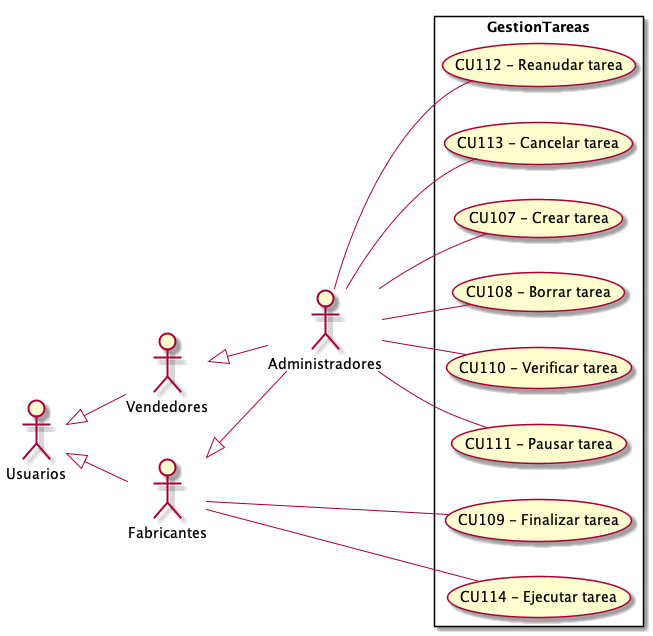 GestionTareas
CU112 - Reanudar tarea
CU113 - Cancelar tarea
CU107 - Crear tarea
CU108 - Borrar tarea
Administradores
CU110 - Verificar tarea
Vendedores
CU111 - Pausar tarea
Usuarios
Fabricantes
CU109 - Finalizar tarea
CU114 - Ejecutar tarea